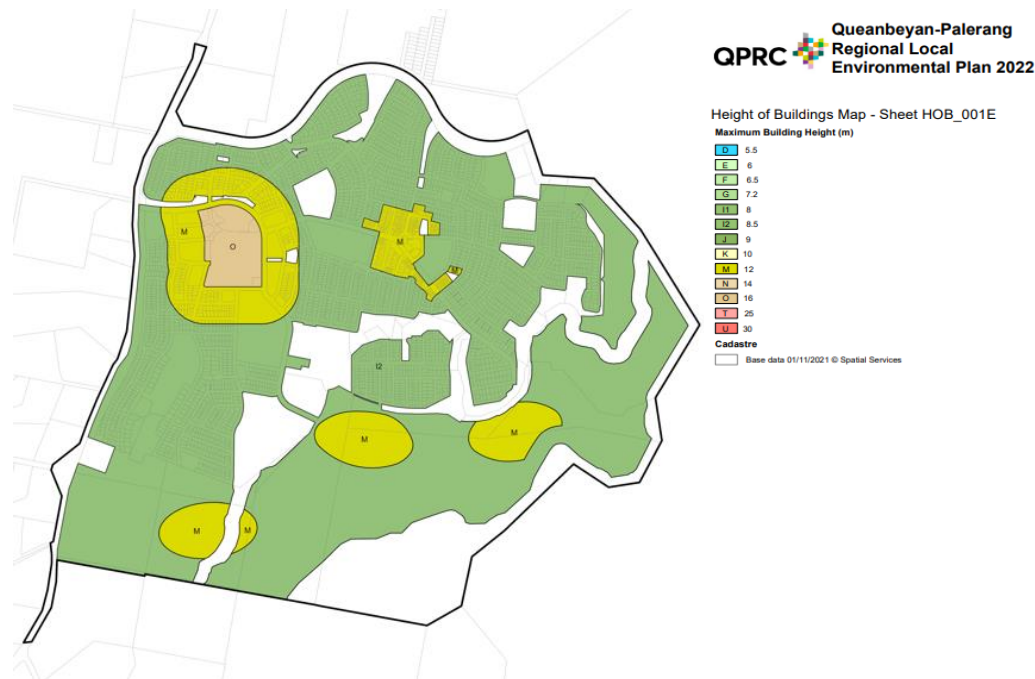 QPRC
Queanbeyan-Palerang
Regional Local
Environmental Plan 2022
Height of Buildings Map - Sheet HOB_001E
Maximum Building Height (m)
D 5.5
E 6
F 6.5
G 7.2
I1 8
I2 8.5
J 9
K 10
M 12
N 14
O 16
T 25
U 30
Cadastre
Base data 01/11/2021 © Spatial Services
M
O
M
M
I2
M
M
M
M